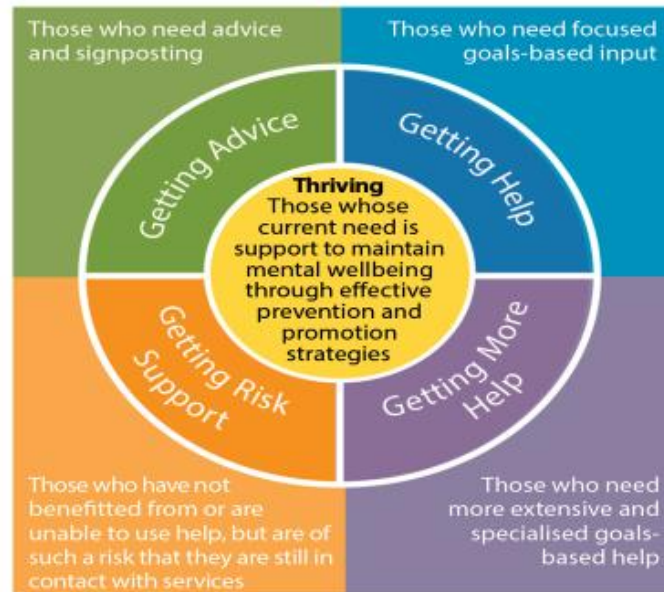 Those who need advice
and signposting
Those who need focused
goals-based input
Getting Advice
Getting Help
Thriving
Those whose
current need is
support to maintain
mental wellbeing
through effective
prevention and
promotion
strategies
Getting Risk
Support
Getting More
Help
Those who have not
benefitted from or are
unable to use help, but are of
such a risk that they are still in
contact with services
Those who need
more extensive and
specialised goals-
based help